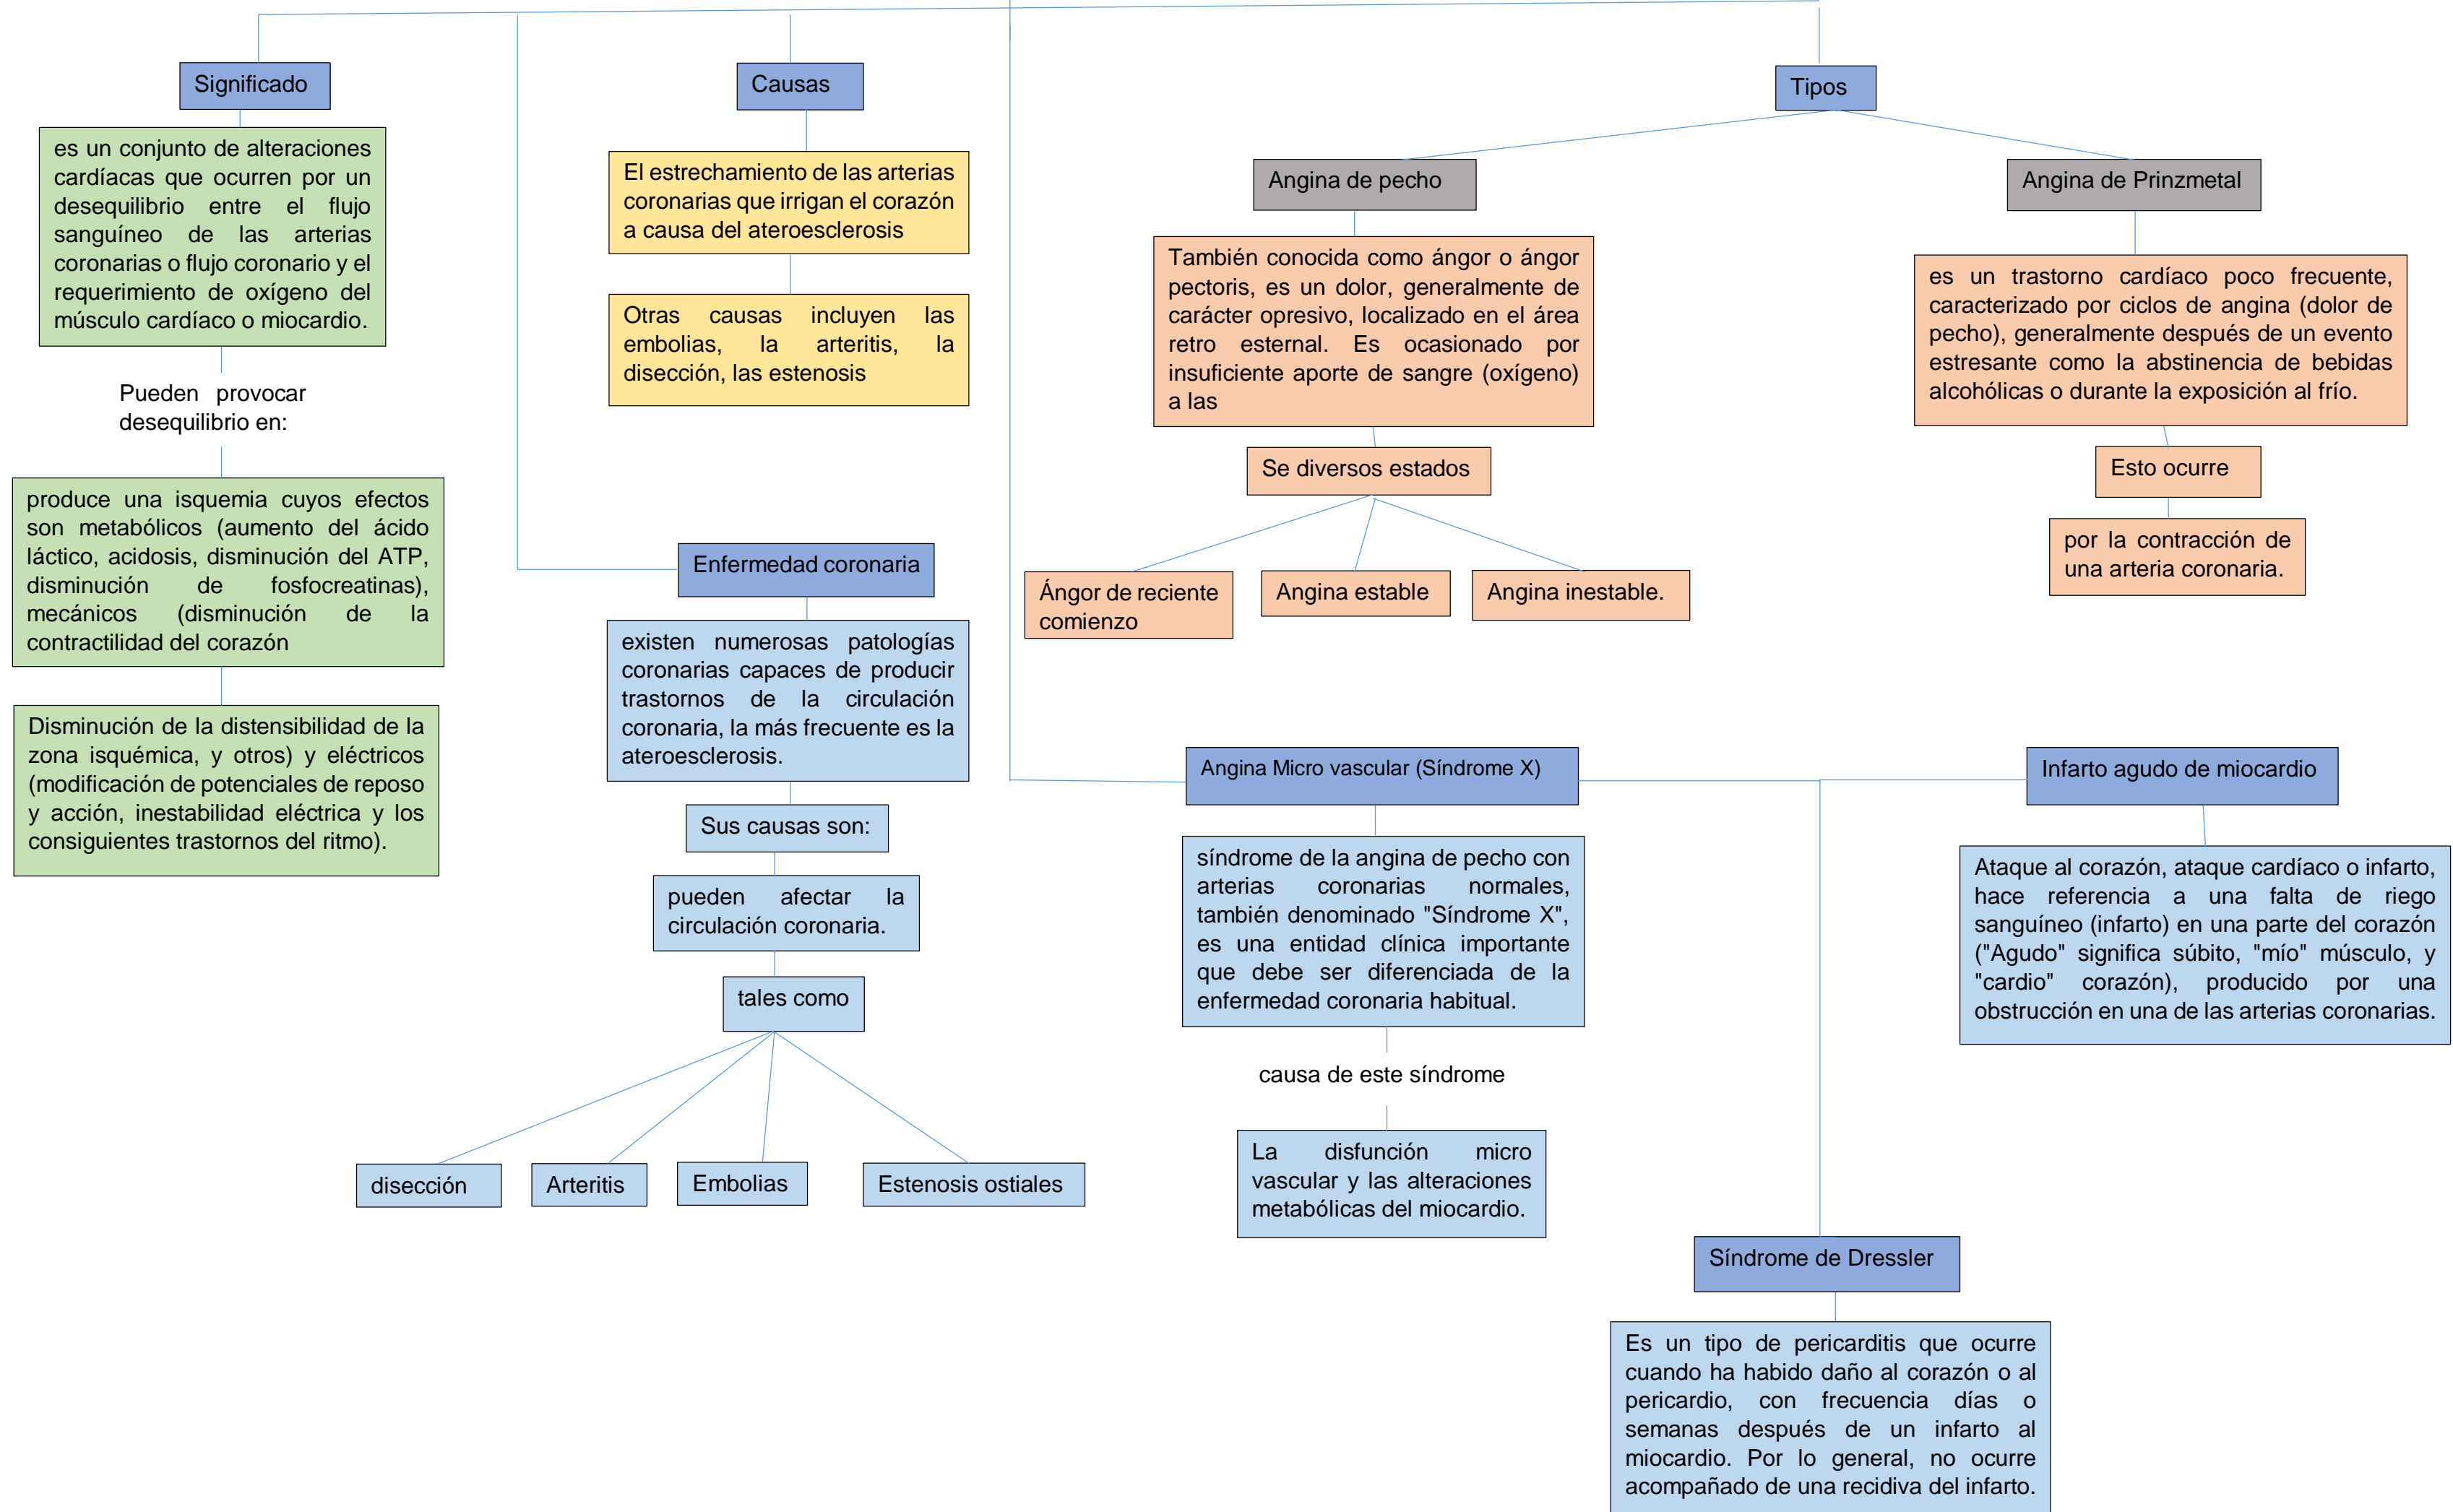 Significado
es un conjunto de alteraciones
cardíacas que ocurren por un
desequilibrio entre el flujo
sanguíneo de las arterias
coronarias o flujo coronario y el
requerimiento de oxígeno del
músculo cardíaco o miocardio.
Pueden provocar
desequilibrio en:
produce una isquemia cuyos efectos
son metabólicos (aumento del ácido
láctico, acidosis, disminución del ATP,
disminución de fosfocreatinas),
mecánicos (disminución de la
contractilidad del corazón
Disminución de la distensibilidad de la
zona isquémica, y otros) y eléctricos
(modificación de potenciales de reposo
y acción, inestabilidad eléctrica y los
consiguientes trastornos del ritmo).
Causas
El estrechamiento de las arterias
coronarias que irrigan el corazón
a causa del ateroesclerosis
Otras causas incluyen las
embolias, la arteritis, la
disección, las estenosis
Enfermedad coronaria
existen numerosas patologías
coronarias capaces de producir
trastornos de la circulación
coronaria, la más frecuente es la
ateroesclerosis.
Sus causas son:
pueden afectar la
circulación coronaria.
tales como
disección
Arteritis
Embolias
Estenosis ostiales
Tipos
Angina de pecho
También conocida como ángor o ángor
pectoris, es un dolor, generalmente de
carácter opresivo, localizado en el área
retro esternal. Es ocasionado por
insuficiente aporte de sangre (oxígeno)
a las
Se diversos estados
Ángor de reciente
comienzo
Angina estable
Angina inestable.
Angina de Prinzmetal
es un trastorno cardíaco poco frecuente,
caracterizado por ciclos de angina (dolor de
pecho), generalmente después de un evento
estresante como la abstinencia de bebidas
alcohólicas o durante la exposición al frío.
Esto ocurre
por la contracción de
una arteria coronaria.
Angina Micro vascular (Síndrome X)
síndrome de la angina de pecho con
arterias coronarias normales,
también denominado "Síndrome X",
es una entidad clínica importante
que debe ser diferenciada de la
enfermedad coronaria habitual.
causa de este síndrome
La disfunción micro
vascular y las alteraciones
metabólicas del miocardio.
Infarto agudo de miocardio
Ataque al corazón, ataque cardíaco o infarto,
hace referencia a una falta de riego
sanguíneo (infarto) en una parte del corazón
("Agudo" significa súbito, "mío" músculo, y
"cardio" corazón), producido por una
obstrucción en una de las arterias coronarias.
Síndrome de Dressler
Es un tipo de pericarditis que ocurre
cuando ha habido daño al corazón o al
pericardio, con frecuencia días o
semanas después de un infarto al
miocardio. Por lo general, no ocurre
acompañado de una recidiva del infarto.